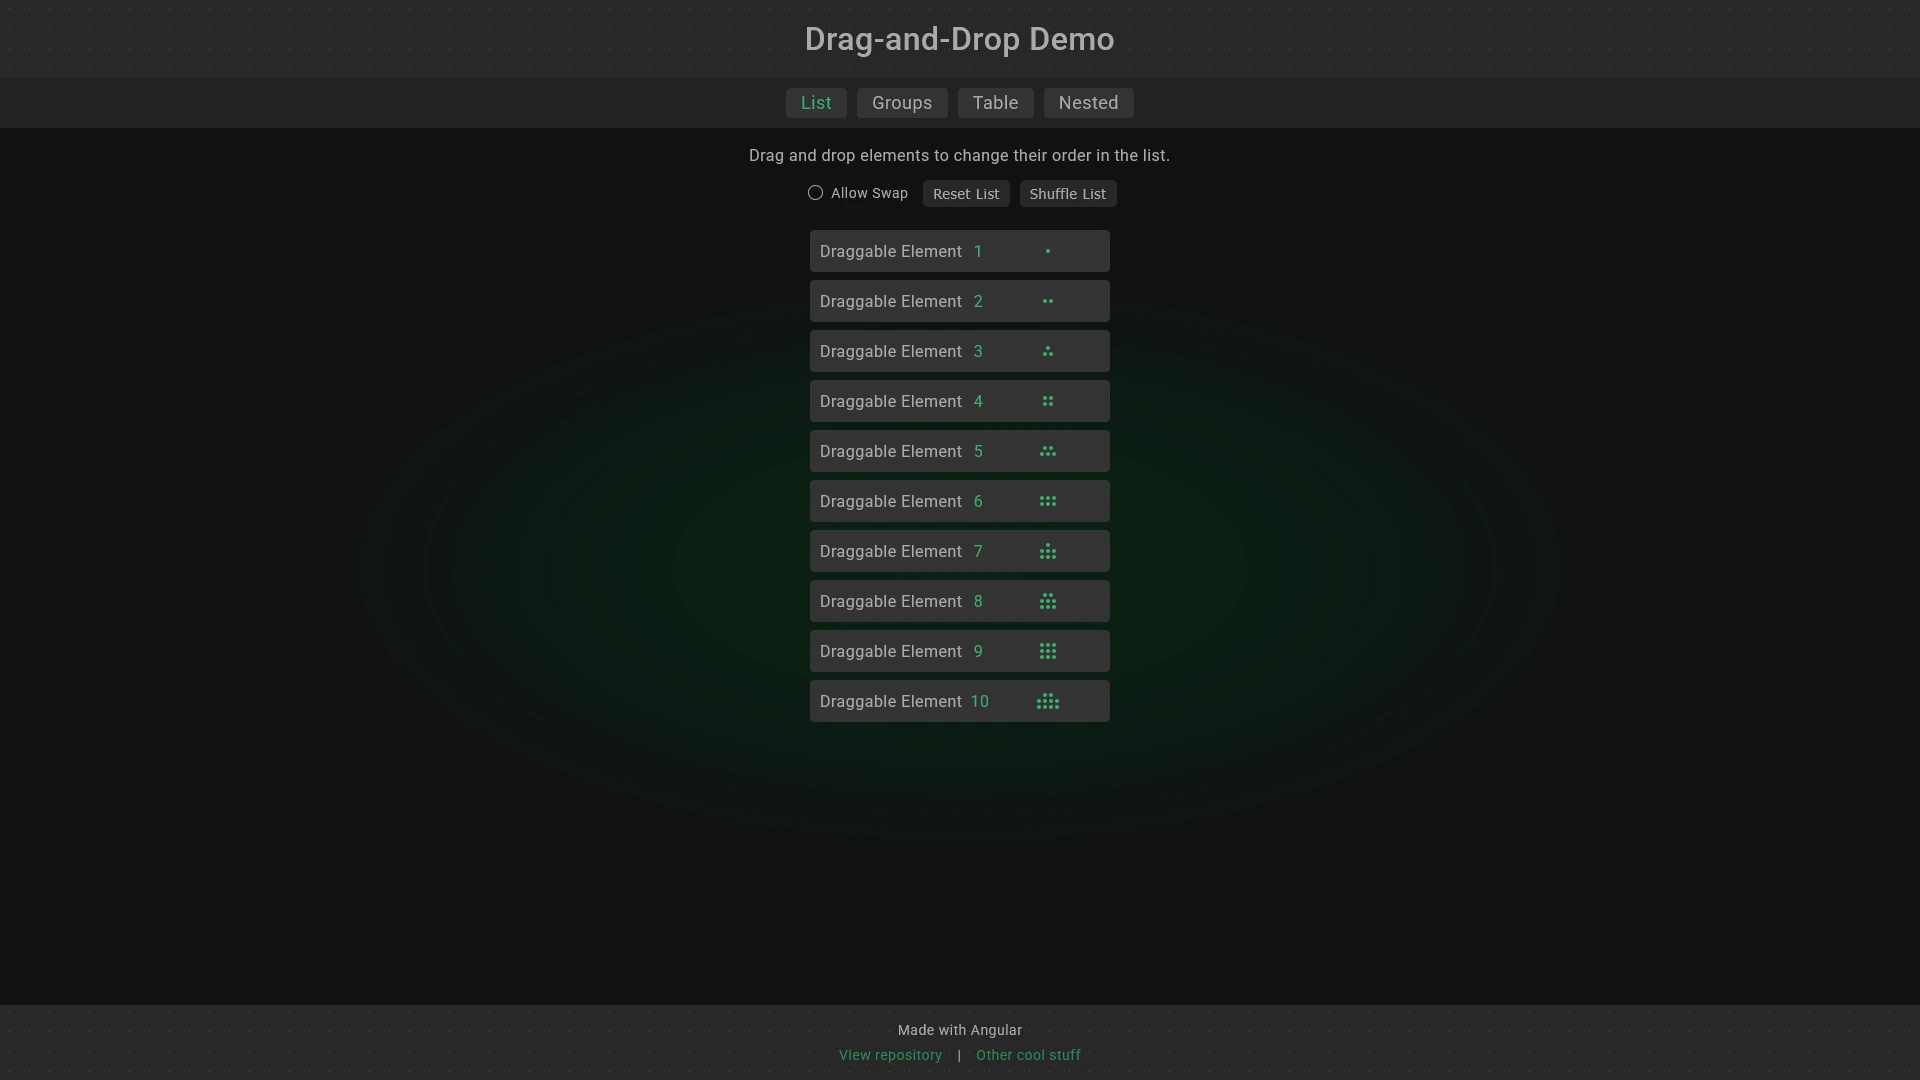 Drag-and-Drop Demo
List Groups Table Nested
Drag and drop elements to change their order in the list.
Allow Swap Reset List Shuffle List
Draggable Element 1
Draggable Element 2
Draggable Element 3
Draggable Element 4
Draggable Element 5
Draggable Element 6
Draggable Element 7
Draggable Element 8
Draggable Element 9
Draggable Element 10
Made with Angular
View repository | Other cool stuff